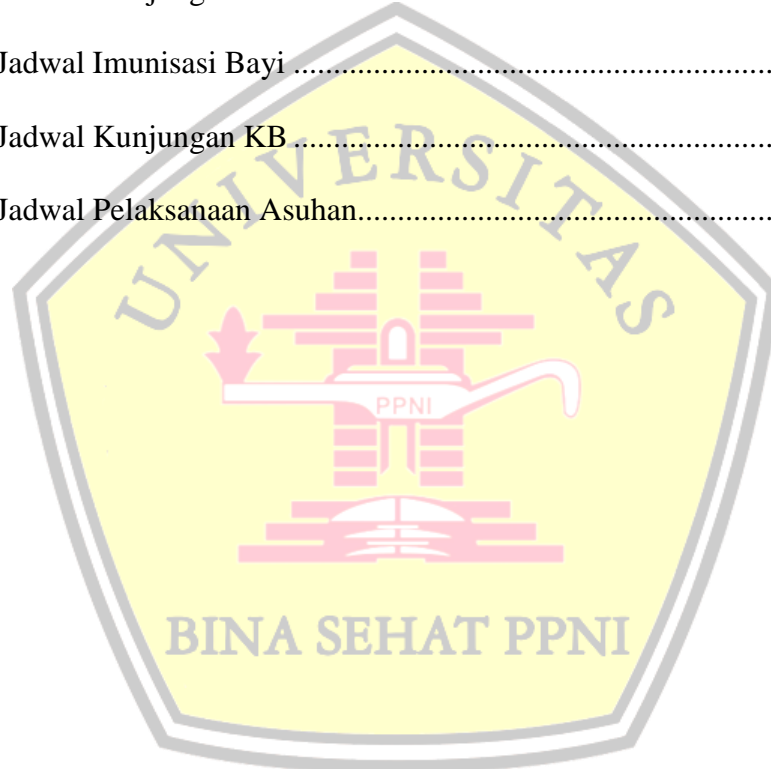 Jadwal Imunisasi Bayi ............................................................
Jadwal Kunjungan KB ............................................................
Jadwal Pelaksanaan Asuhan....................................................
UNIVERSITAS
PPNI
BINA SEHAT PPNI